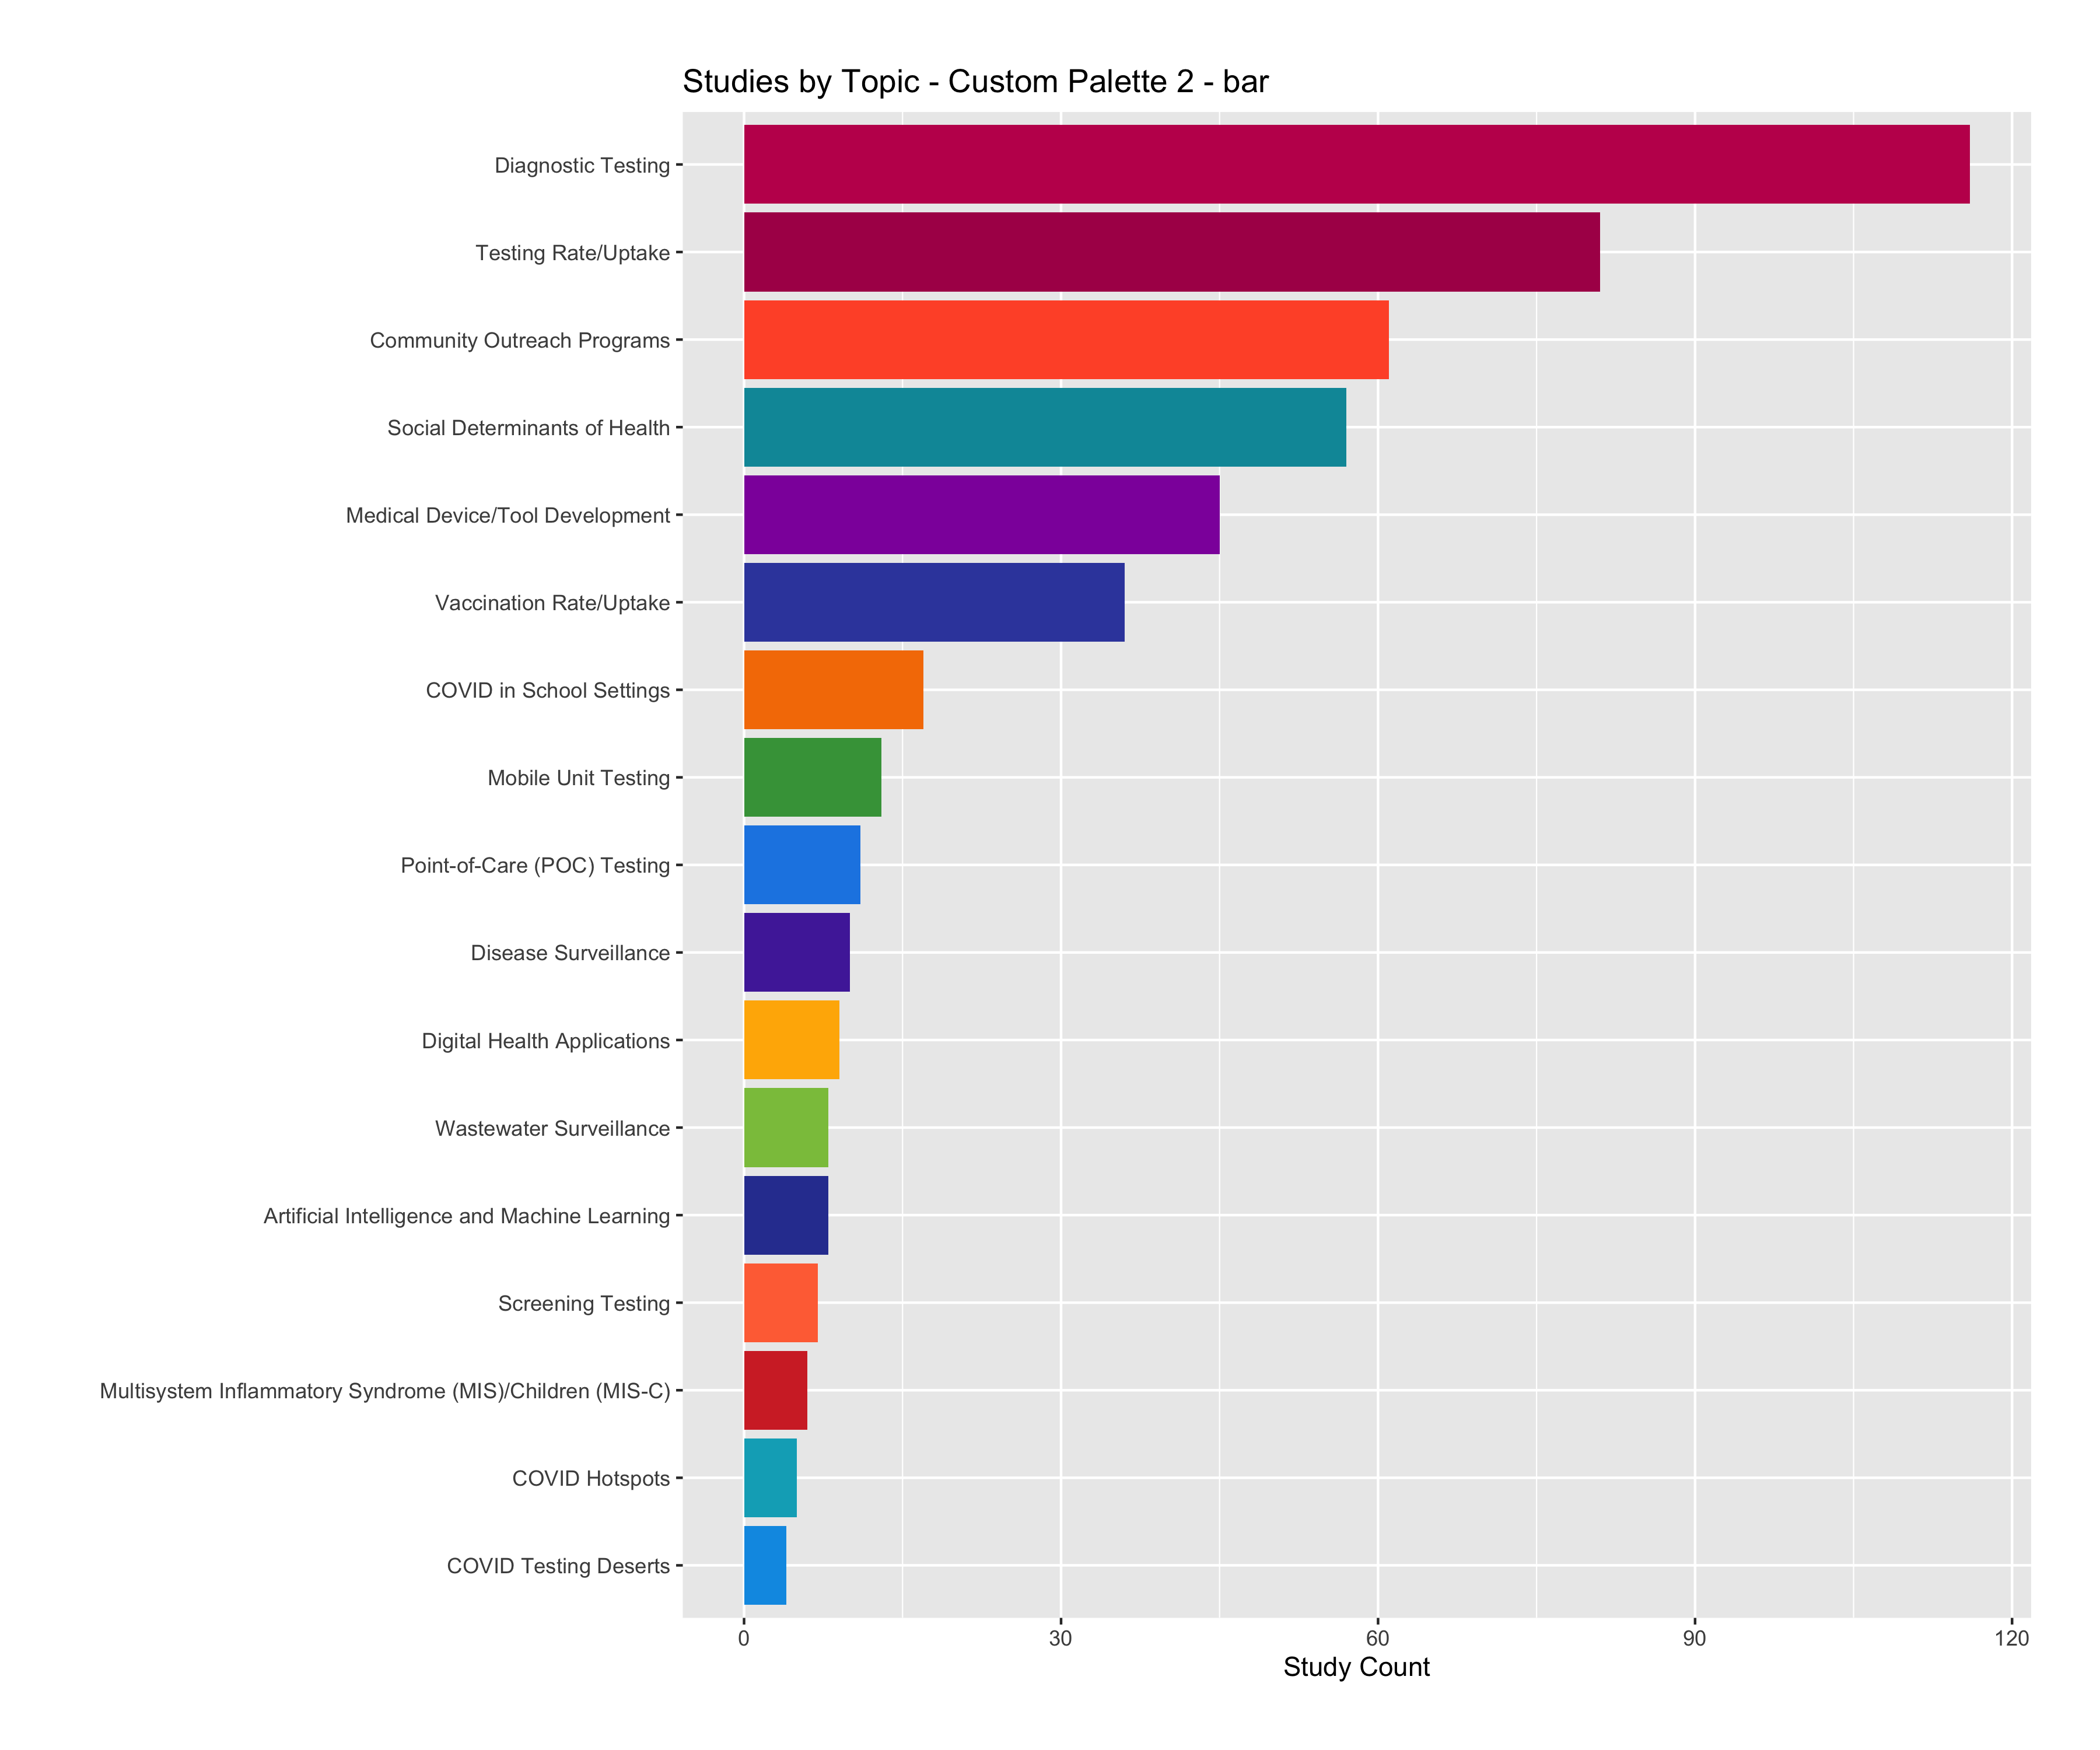 Studies by Topic - Custom Palette 2 - bar
Diagnostic Testing
Testing Rate/Uptake
Community Outreach Programs
Social Determinants of Health
Medical Device/Tool Development
Vaccination Rate/Uptake
COVID in School Settings
Mobile Unit Testing
Point-of-Care (POC) Testing
Disease Surveillance
Digital Health Applications
Wastewater Surveillance
Artificial Intelligence and Machine Learning
Screening Testing
Multisystem Inflammatory Syndrome (MIS)/Children (MIS-C)
COVID Hotspots
COVID Testing Deserts
0 30 60 90 120
Study Count